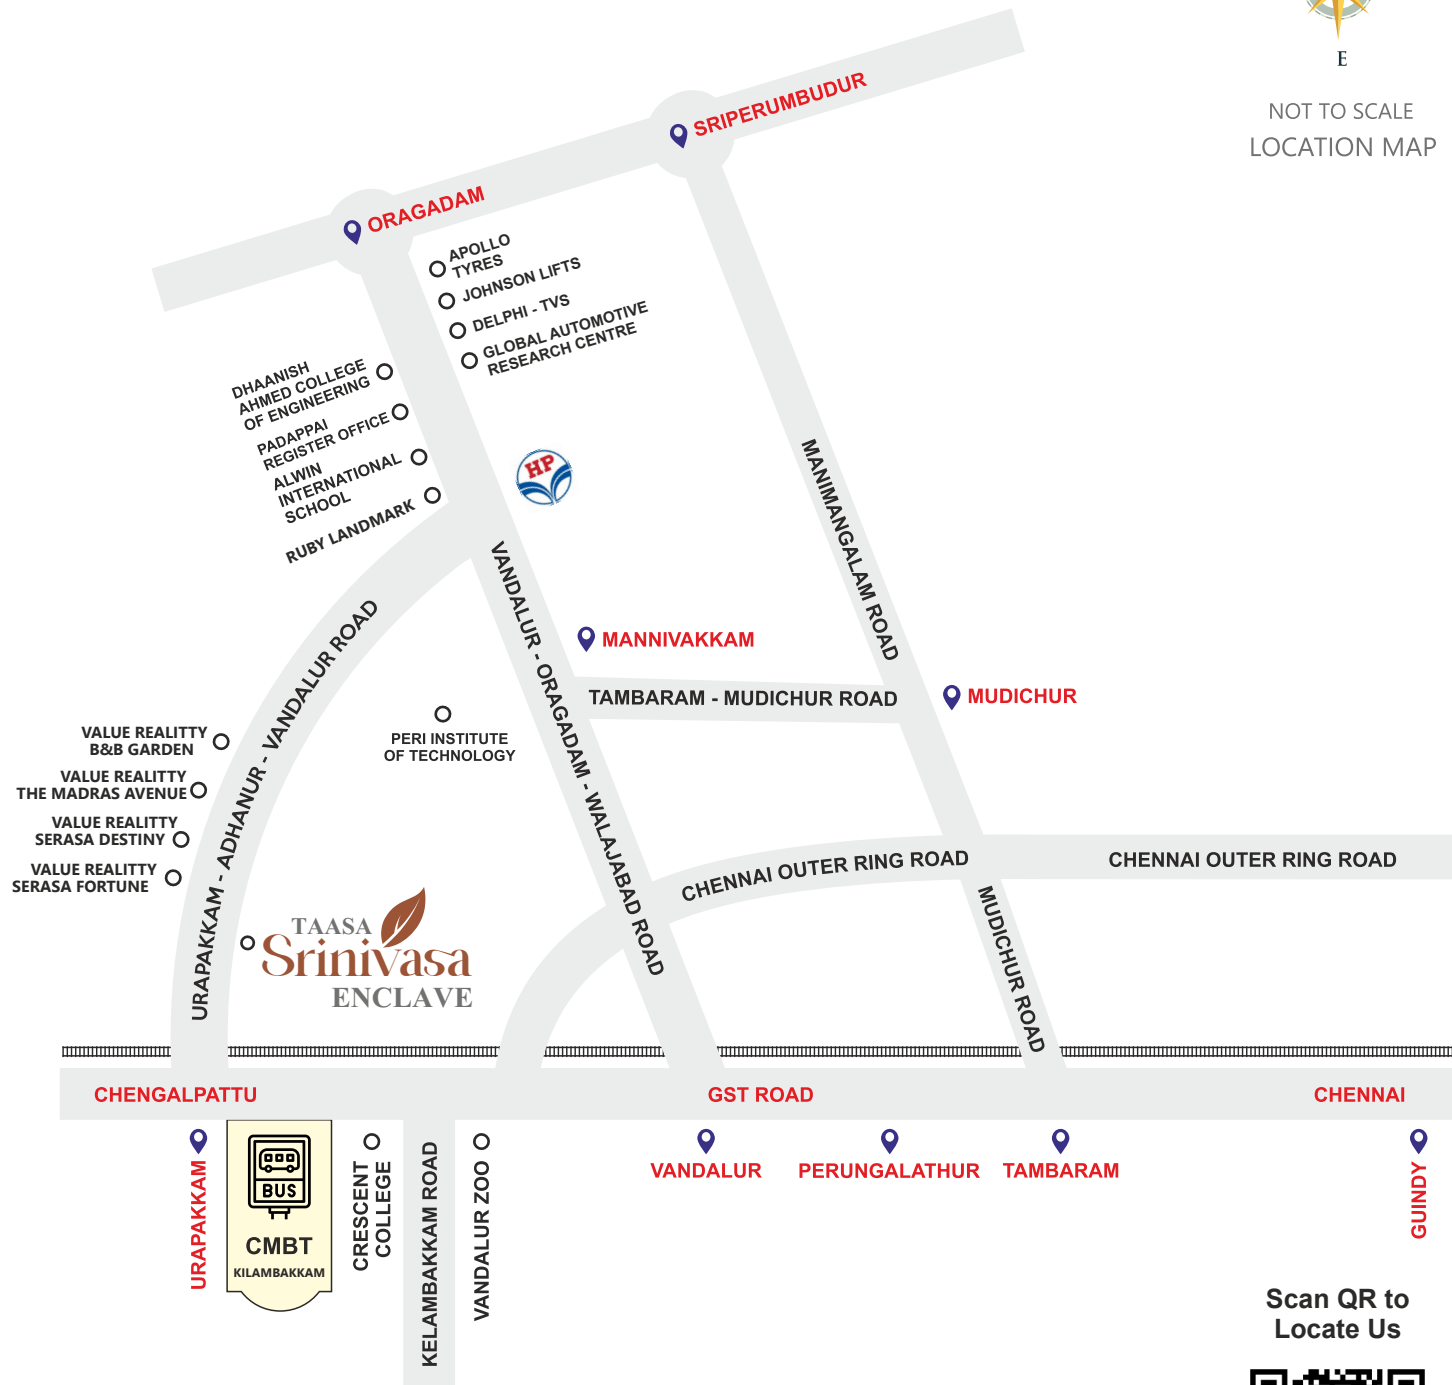 E
NOT TO SCALE
LOCATION MAP
SRIPERUMBUDUR
ORAGADAM
APOLLO
TYRES
JOHNSON LIFTS
DELPHI - TVS
GLOBAL AUTOMOTIVE
RESEARCH CENTRE
DHAANISH
AHMED COLLEGE
OF ENGINEERING
PADAPPAI
REGISTER OFFICE
ALWIN
INTERNATIONAL
SCHOOL
RUBY LANDMARK
HP
MANIMANGALAM ROAD
VANDALUR - ORAGADAM - WALAJABAD ROAD
URAPAKKAM - ADHANUR - VANDALUR ROAD
MANNIVAKKAM
TAMBARAM - MUDICHUR ROAD
MUDICHUR
PERI INSTITUTE
OF TECHNOLOGY
VALUE REALITTY
B&B GARDEN
VALUE REALITTY
THE MADRAS AVENUE
VALUE REALITTY
SERASA DESTINY
VALUE REALITTY
SERASA FORTUNE
CHENNAI OUTER RING ROAD
CHENNAI OUTER RING ROAD
MUDICHUR ROAD
TAASA
Srinivasa
ENCLAVE
CHENGALPATTU
GST ROAD
CHENNAI
URAPAKKAM
BUS
CMBT
KILAMBAKKAM
CRESCENT
COLLEGE
KELAMBAKKAM ROAD
VANDALUR ZOO
VANDALUR
PERUNGALATHUR
TAMBARAM
GUINDY
Scan QR to
Locate Us